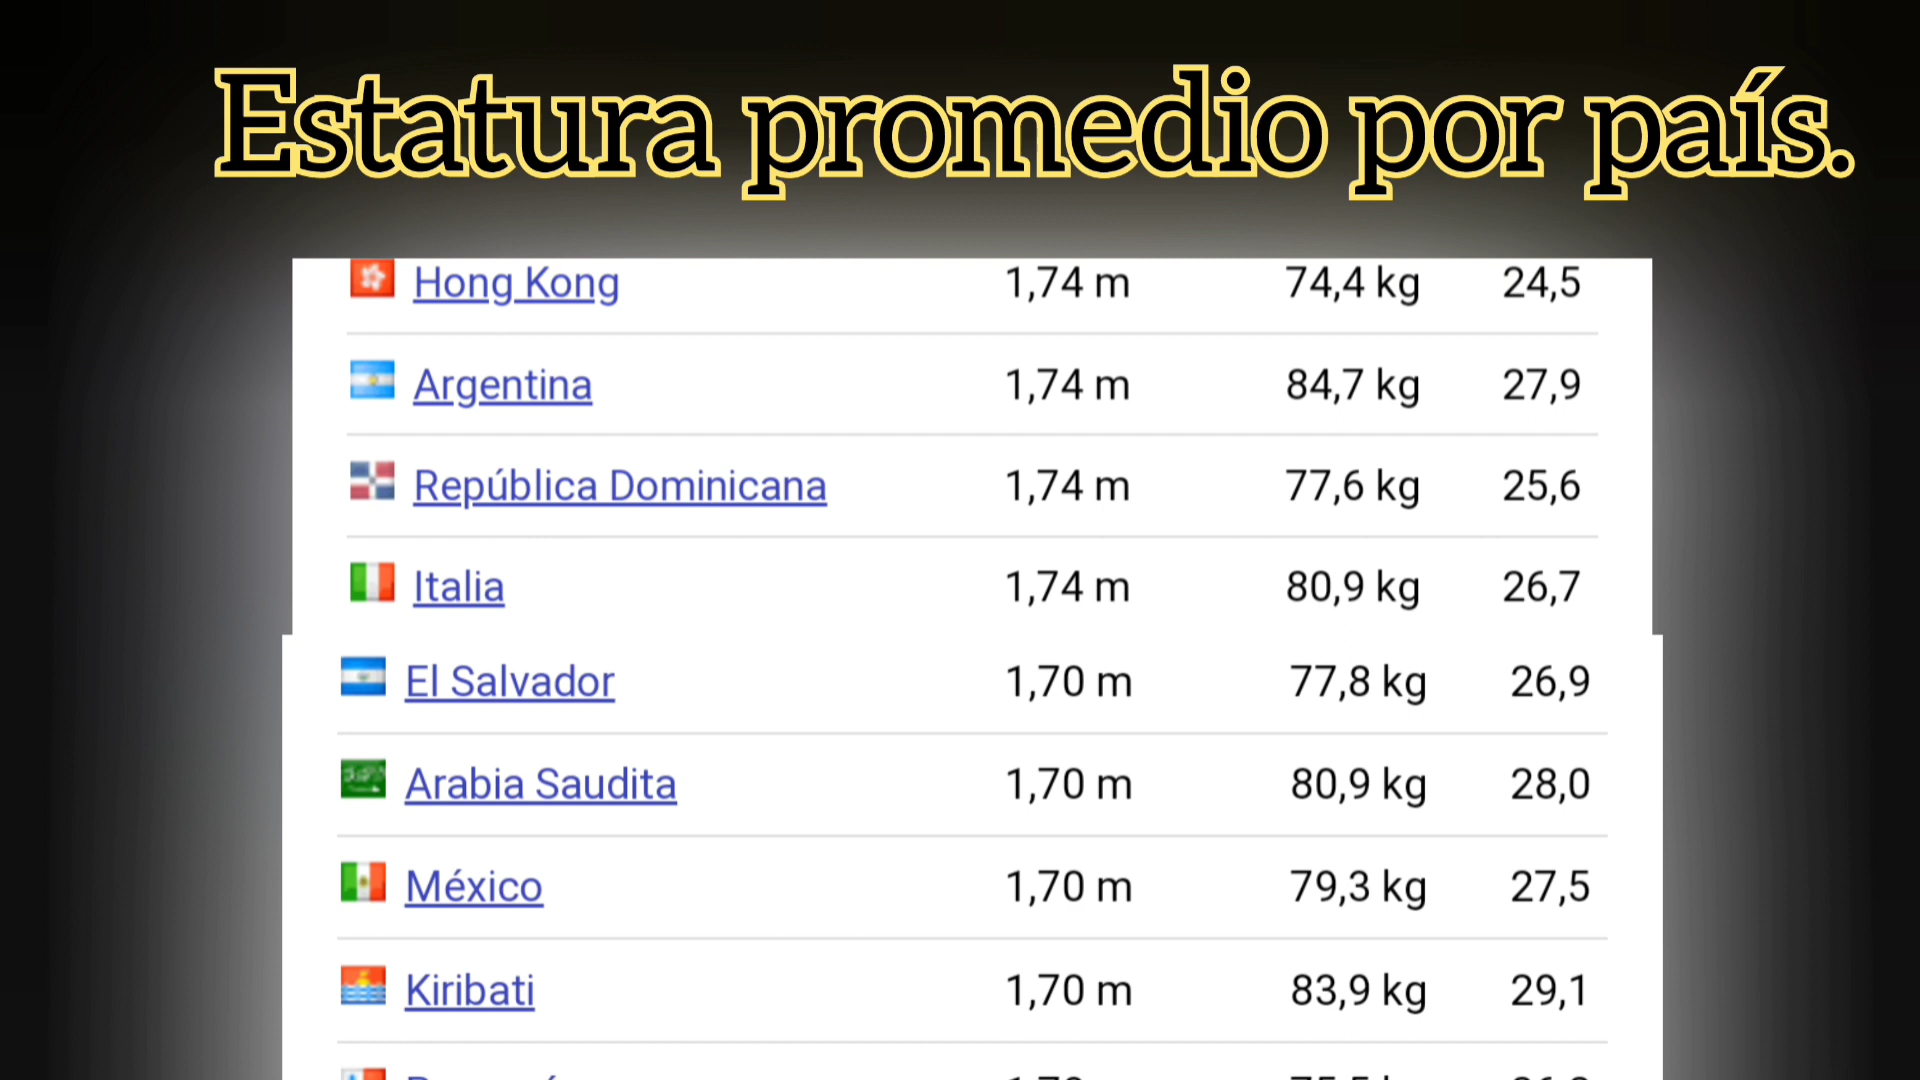 Estatura promedio por país.
Hong Kong 1,74 m 74,4 kg 24,5
Argentina 1,74 m 84,7 kg 27,9
República Dominicana 1,74 m 77,6 kg 25,6
Italia 1,74 m 80,9 kg 26,7
El Salvador 1,70 m 77,8 kg 26,9
Arabia Saudita 1,70 m 80,9 kg 28,0
México 1,70 m 79,3 kg 27,5
Kiribati 1,70 m 83,9 kg 29,1